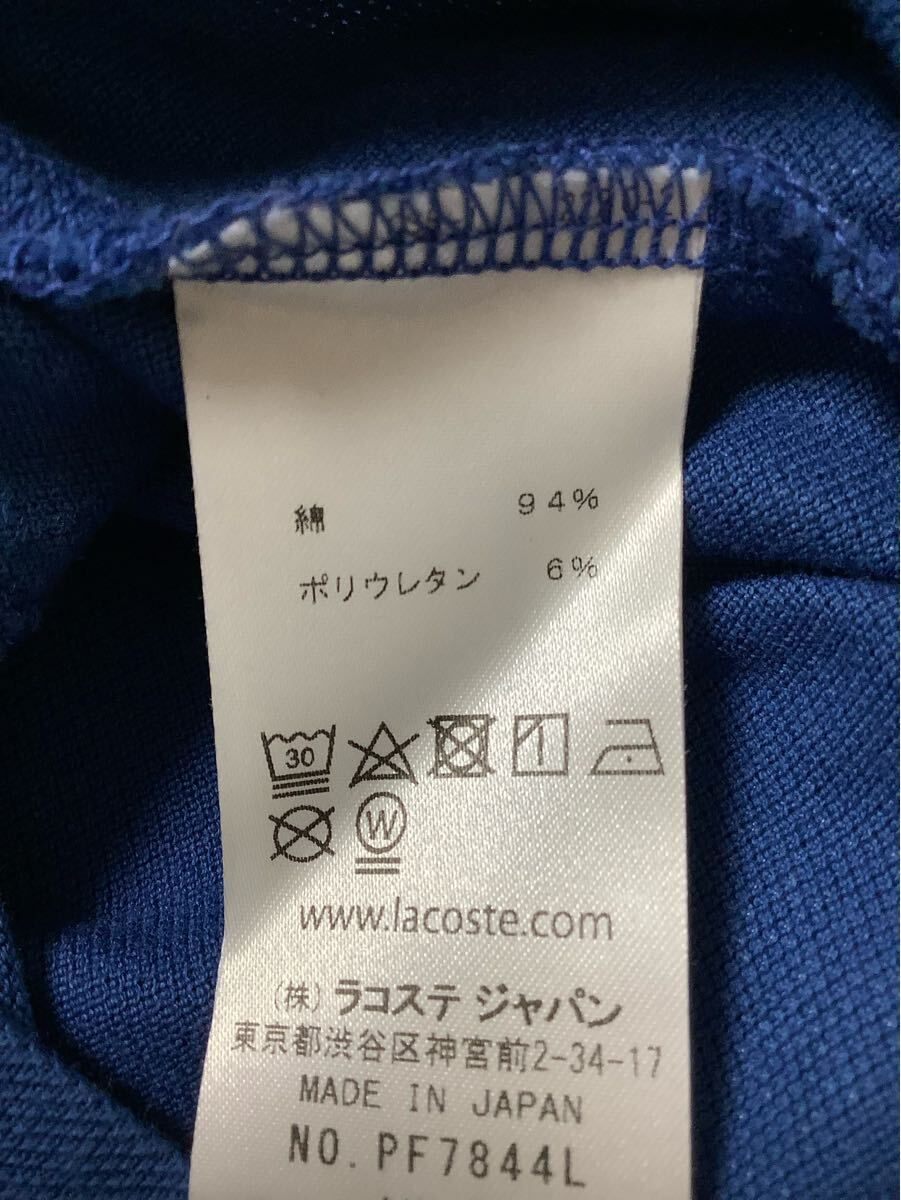 綿 94%
ポリウレタン 6%
30
W
www.lacoste.com
(株) ラコステ ジャパン
東京都渋谷区神宮前2-34-17
MADE IN JAPAN
NO. PF7844L